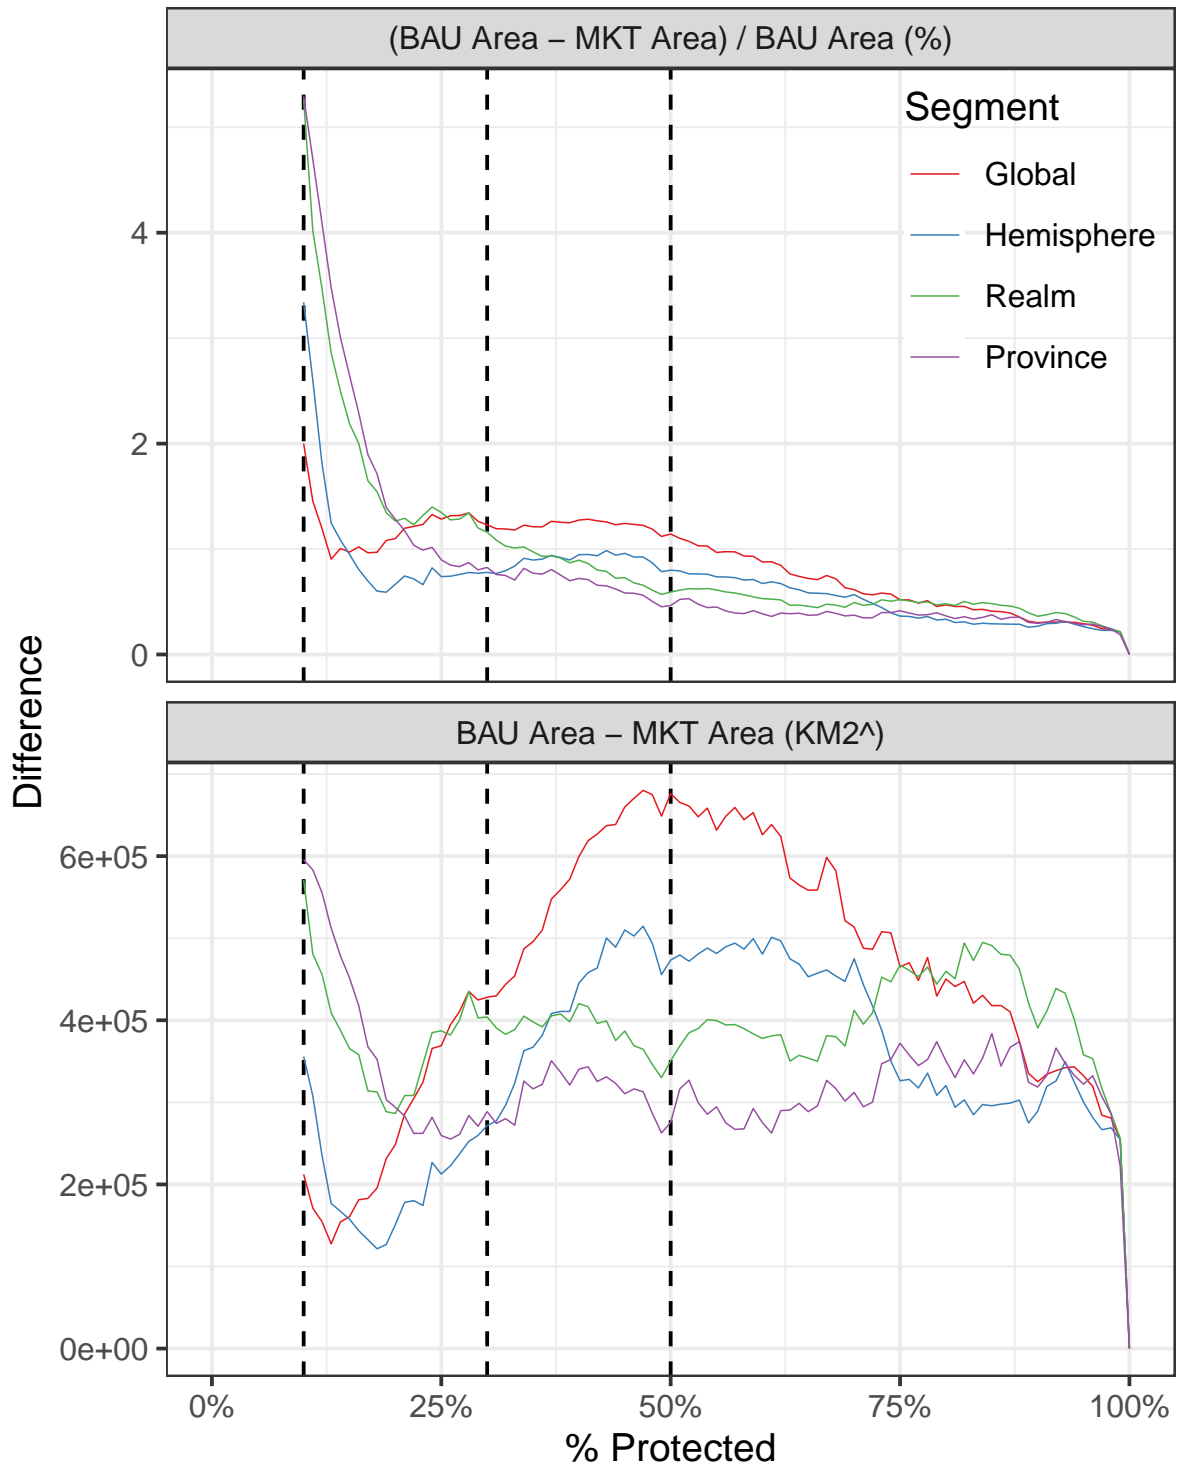 (BAU Area – MKT Area) / BAU Area (%)
Segment
Global
Hemisphere
Realm
Province
4
2
0
Difference
BAU Area – MKT Area (KM2^)
6e+05
4e+05
2e+05
0e+00
0% 25% 50% 75% 100%
% Protected